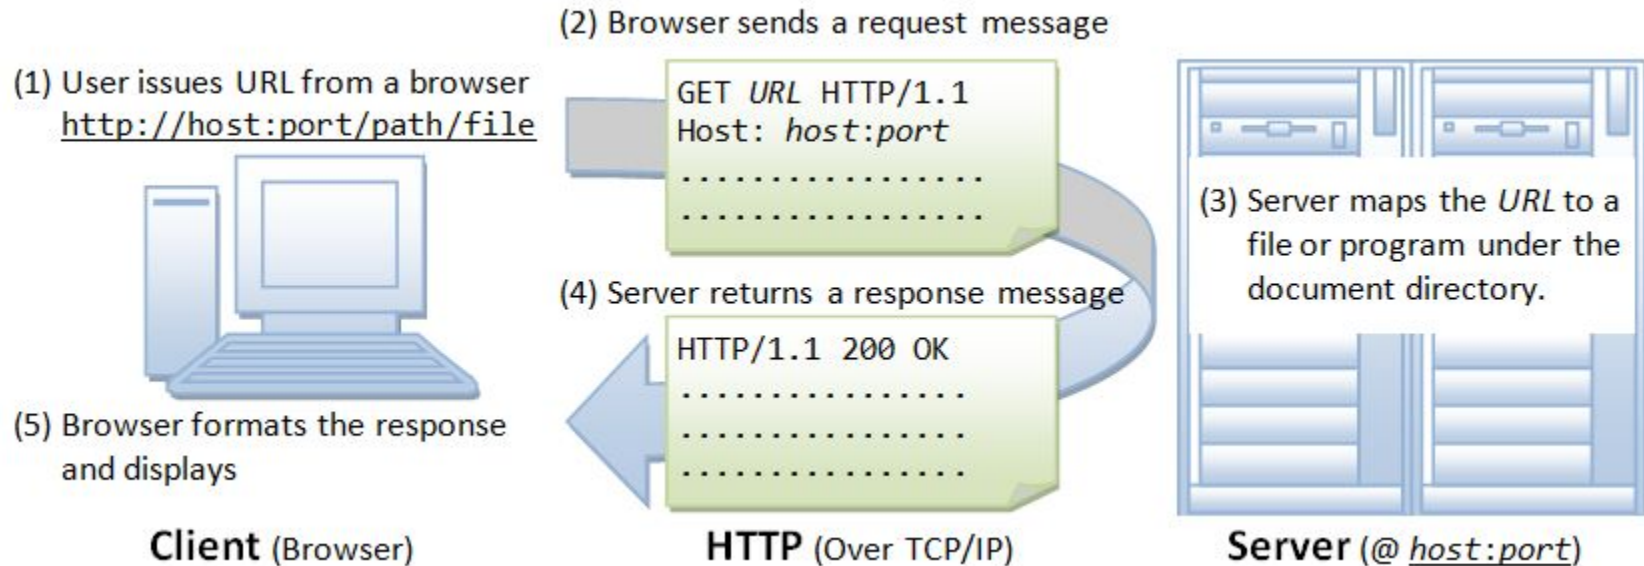 (1) User issues URL from a browser
http://host:port/path/file
(2) Browser sends a request message
GET URL HTTP/1.1
Host: host:port
.................
.................
(3) Server maps the URL to a
file or program under the
document directory.
(4) Server returns a response message
HTTP/1.1 200 OK
................
................
................
(5) Browser formats the response
and displays
Client (Browser)
HTTP (Over TCP/IP)
Server (@ host:port)